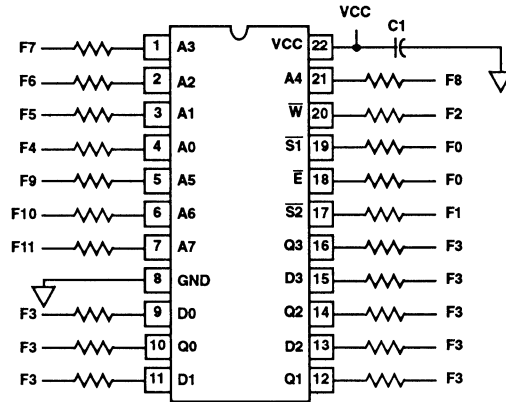 VCC
C1
F7 1 A3 VCC 22
F6 2 A2 A4 21 F8
F5 3 A1 W 20 F2
F4 4 A0 S1 19 F0
F9 5 A5 E 18 F0
F10 6 A6 S2 17 F1
F11 7 A7 Q3 16 F3
8 GND D3 15 F3
F3 9 D0 Q2 14 F3
F3 10 Q0 D2 13 F3
F3 11 D1 Q1 12 F3